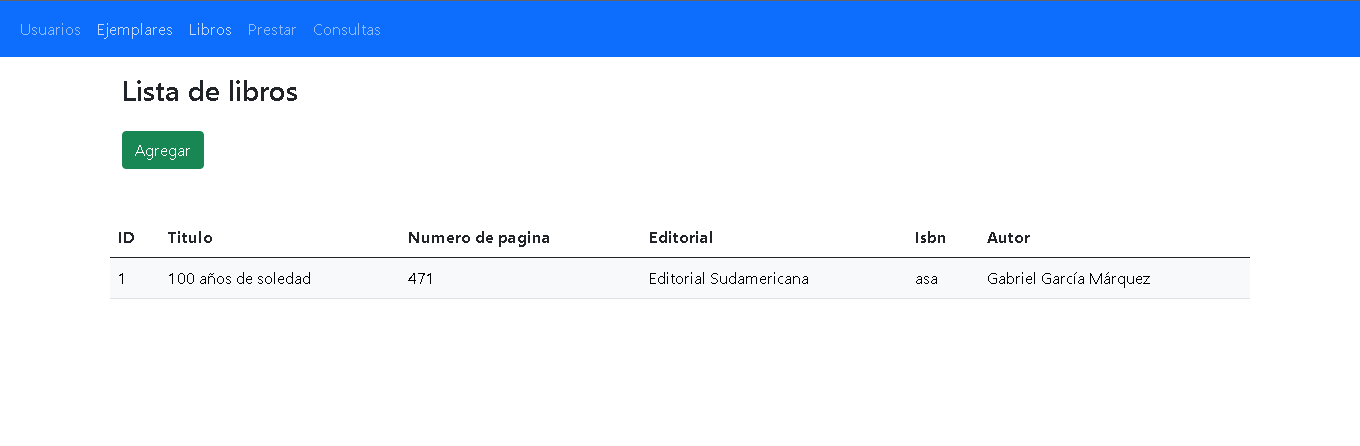 Usuarios Ejemplares Libros Prestar Consultas
Lista de libros
Agregar
ID Titulo Numero de pagina Editorial Isbn Autor
1 100 años de soledad 471 Editorial Sudamericana asa Gabriel García Márquez